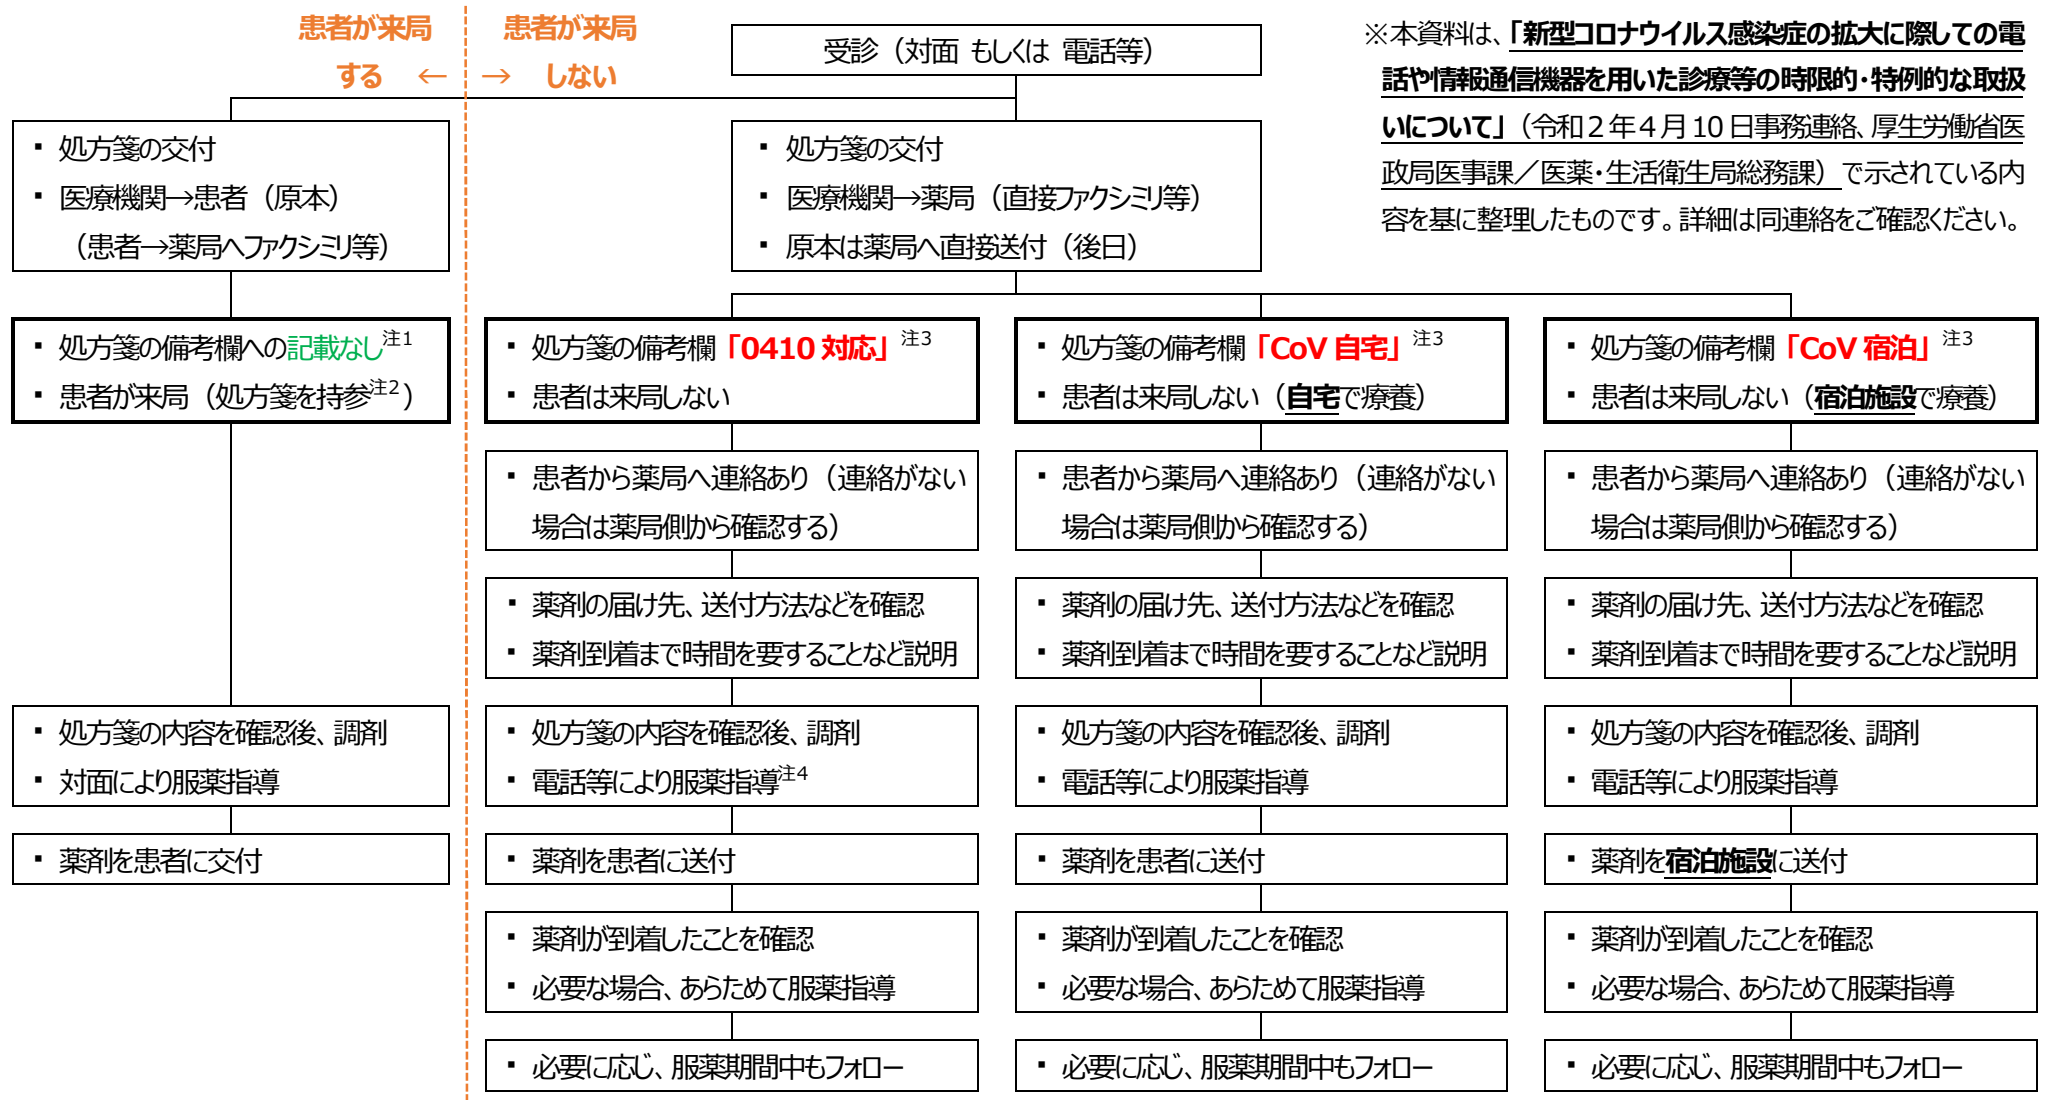 患者が来局
する ←
患者が来局
→ しない
受診（対面 もしくは 電話等）
※本資料は、「新型コロナウイルス感染症の拡大に際しての電
話や情報通信機器を用いた診療等の時限的・特例的な取扱
いについて」（令和２年４月10日事務連絡、厚生労働省医
政局医事課／医薬・生活衛生局総務課）で示されている内
容を基に整理したものです。詳細は同連絡をご確認ください。
▪ 処方箋の交付
▪ 医療機関→患者（原本）
（患者→薬局へファクシミリ等）
▪ 処方箋の交付
▪ 医療機関→薬局（直接ファクシミリ等）
▪ 原本は薬局へ直接送付（後日）
▪ 処方箋の備考欄への記載なし注1
▪ 患者が来局（処方箋を持参注2）
▪ 処方箋の備考欄「0410 対応」注3
▪ 患者は来局しない
▪ 処方箋の備考欄「CoV 自宅」注3
▪ 患者は来局しない（自宅で療養）
▪ 処方箋の備考欄「CoV 宿泊」注3
▪ 患者は来局しない（宿泊施設で療養）
▪ 患者から薬局へ連絡あり（連絡がない
場合は薬局側から確認する）
▪ 患者から薬局へ連絡あり（連絡がない
場合は薬局側から確認する）
▪ 患者から薬局へ連絡あり（連絡がない
場合は薬局側から確認する）
▪ 薬剤の届け先、送付方法などを確認
▪ 薬剤到着まで時間を要することなど説明
▪ 薬剤の届け先、送付方法などを確認
▪ 薬剤到着まで時間を要することなど説明
▪ 薬剤の届け先、送付方法などを確認
▪ 薬剤到着まで時間を要することなど説明
▪ 処方箋の内容を確認後、調剤
▪ 対面により服薬指導
▪ 処方箋の内容を確認後、調剤
▪ 電話等により服薬指導注4
▪ 処方箋の内容を確認後、調剤
▪ 電話等により服薬指導
▪ 処方箋の内容を確認後、調剤
▪ 電話等により服薬指導
▪ 薬剤を患者に交付
▪ 薬剤を患者に送付
▪ 薬剤を患者に送付
▪ 薬剤を宿泊施設に送付
▪ 薬剤が到着したことを確認
▪ 必要な場合、あらためて服薬指導
▪ 薬剤が到着したことを確認
▪ 必要な場合、あらためて服薬指導
▪ 薬剤が到着したことを確認
▪ 必要な場合、あらためて服薬指導
▪ 必要に応じ、服薬期間中もフォロー
▪ 必要に応じ、服薬期間中もフォロー
▪ 必要に応じ、服薬期間中もフォロー